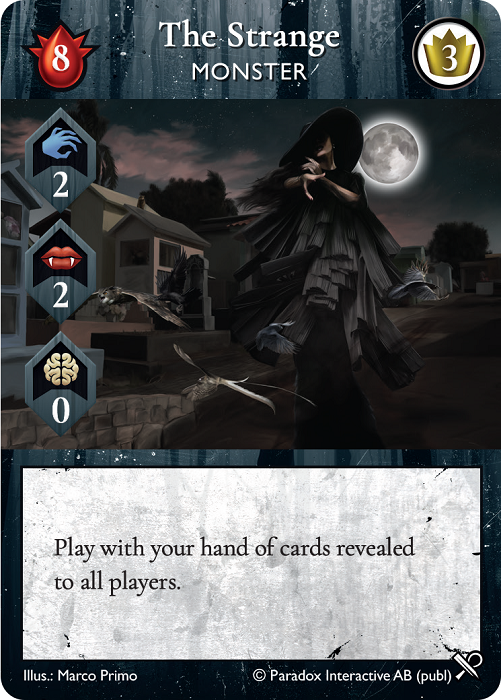 8
The Strange
MONSTER
3
2
2
0
Play with your hand of cards revealed
to all players.
Illus.: Marco Primo
© Paradox Interactive AB (publ)